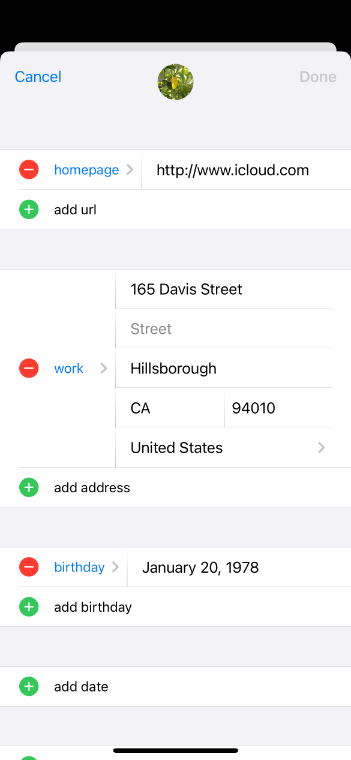 Cancel
Done
homepage http://www.icloud.com
add url
165 Davis Street
Street
work
Hillsborough
CA 94010
United States
add address
birthday January 20, 1978
add birthday
add date